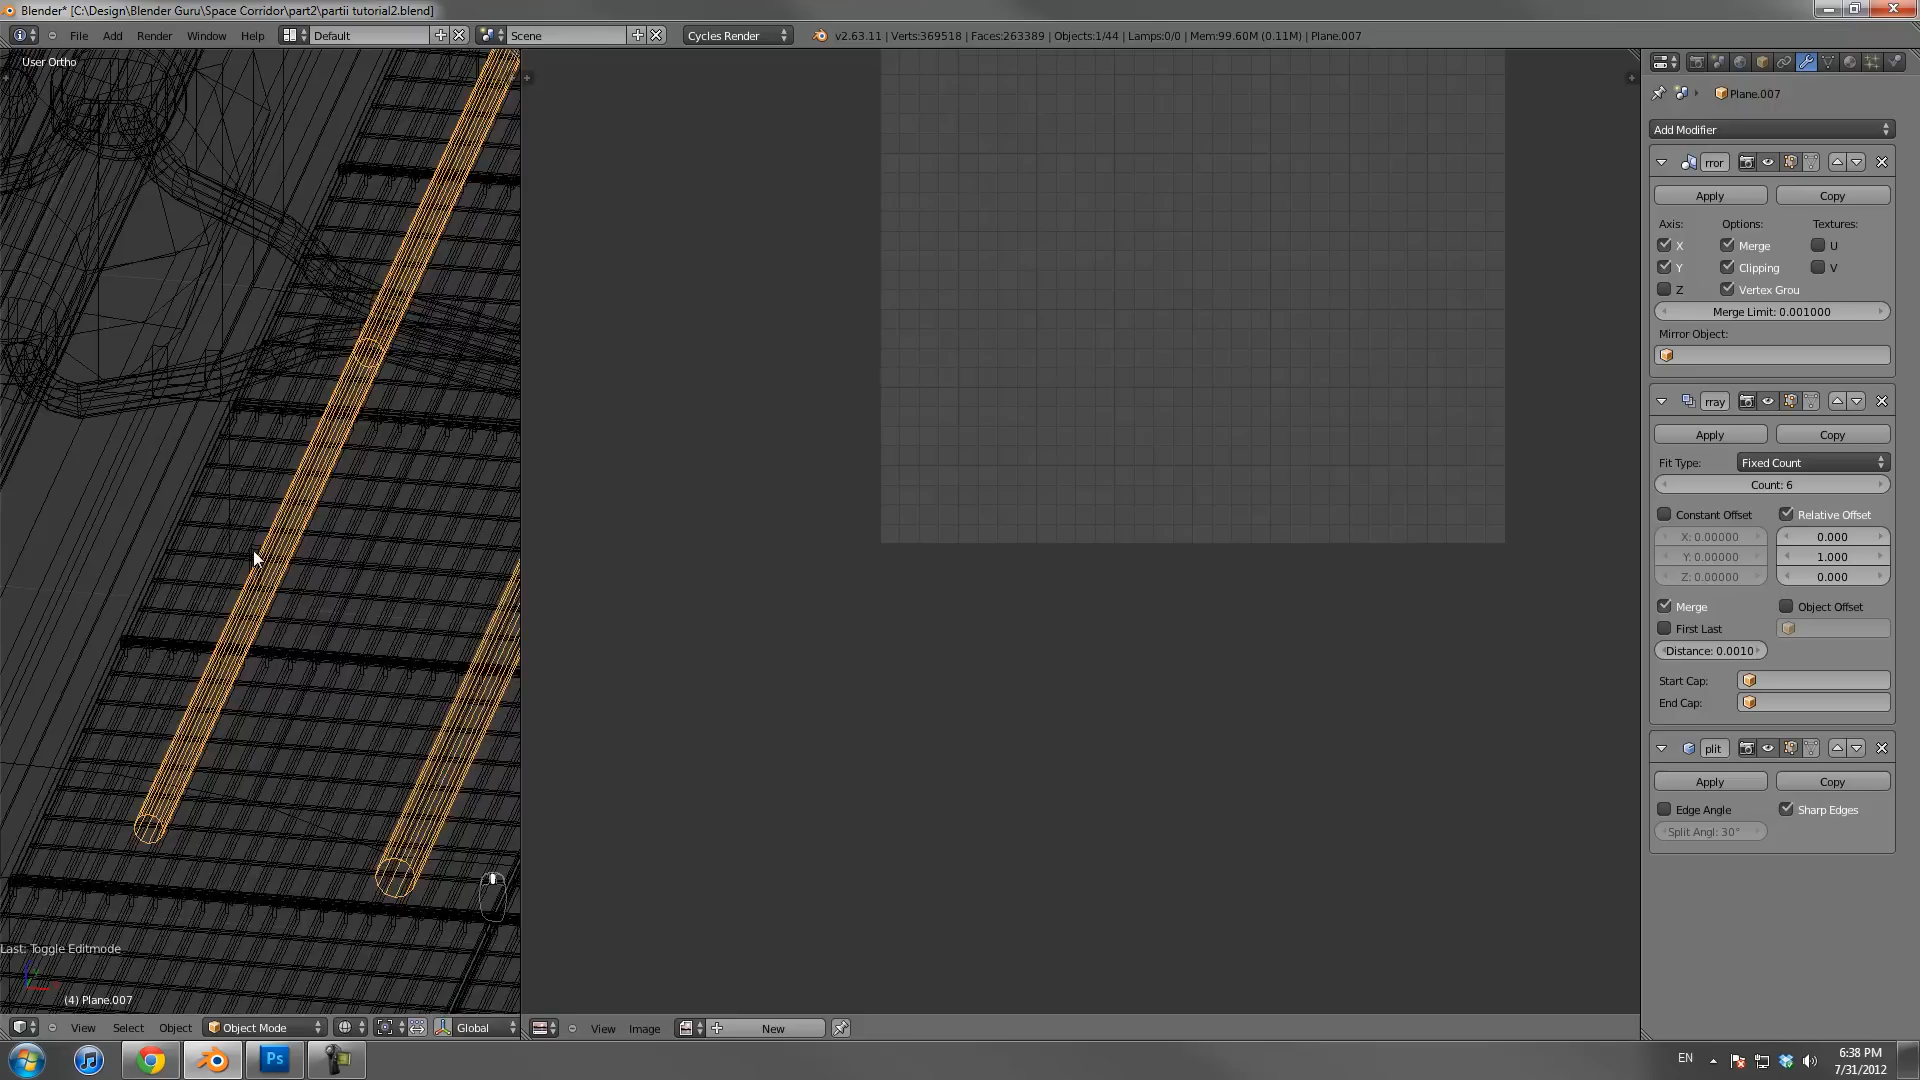 Blender* [C:\Design\Blender Guru\Space Corridor\part2\partii tutorial2.blend]
File Add Render Window Help Default Scene Cycles Render v2.63.11 | Verts:369518 | Faces:263389 | Objects:1/44 | Lamps:0/0 | Mem:99.60M (0.11M) | Plane.007
User Ortho
Plane.007
Add Modifier
rror
Apply Copy
Axis: Options: Textures:
X Merge U
Y Clipping V
Z Vertex Grou
Merge Limit: 0.001000
Mirror Object:
rray
Apply Copy
Fit Type: Fixed Count
Count: 6
Constant Offset Relative Offset
X: 0.00000 0.000
Y: 0.00000 1.000
Z: 0.00000 0.000
Merge Object Offset
First Last
Distance: 0.0010
Start Cap:
End Cap:
plit
Apply Copy
Edge Angle Sharp Edges
Split Angl: 30°
Last: Toggle Editmode
(4) Plane.007
View Select Object Object Mode Global View Image New
Ps
EN
6:38 PM
7/31/2012